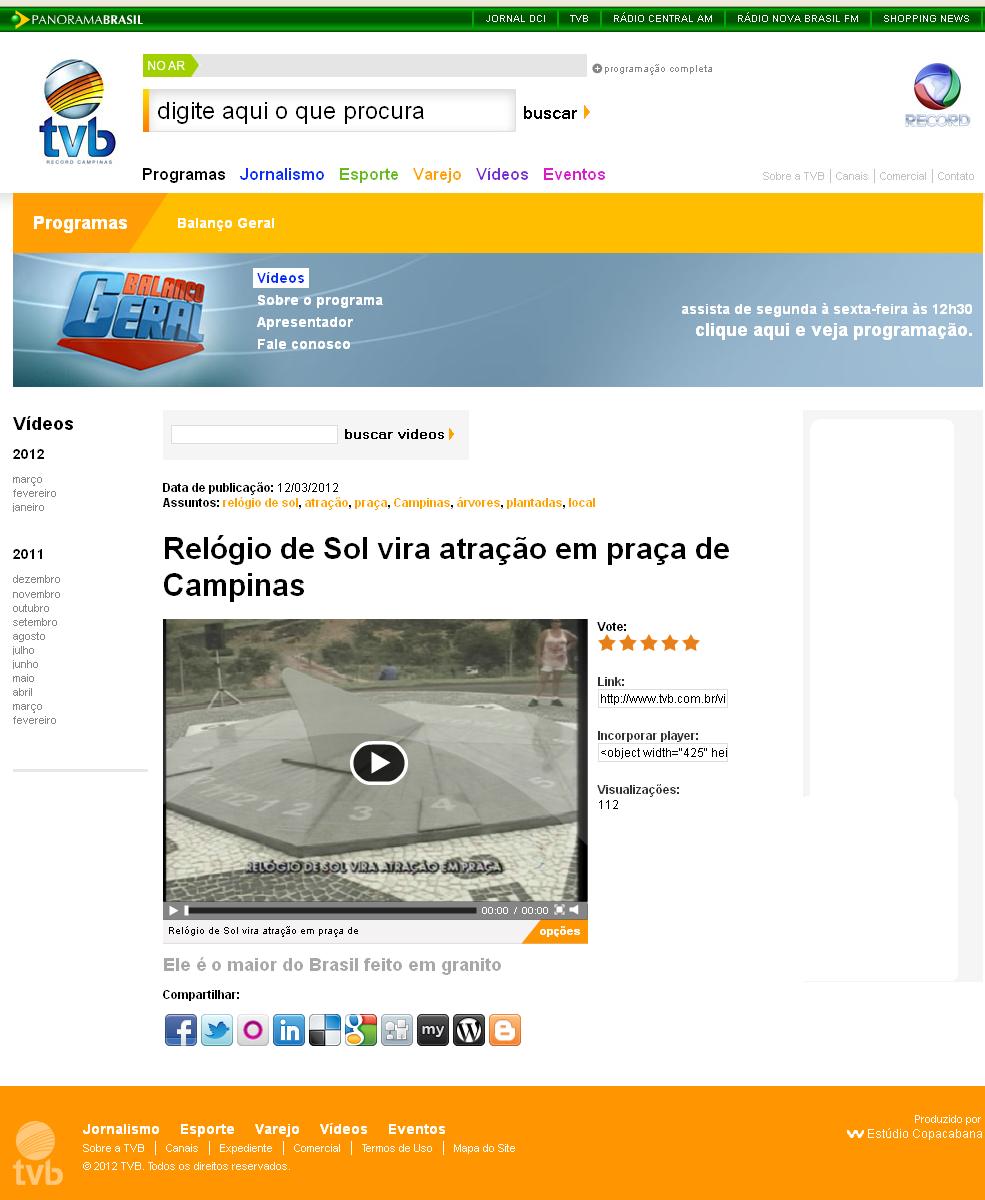 PANORAMABRASIL
JORNAL DCI
TVB
RÁDIO CENTRAL AM
RÁDIO NOVA BRASIL FM
SHOPPING NEWS
tvb
RECORD CAMPINAS
NO AR
programação completa
digite aqui o que procura
buscar
RECORD
Programas Jornalismo Esporte Varejo Vídeos Eventos
Sobre a TVB | Canais | Comercial | Contato
Programas
Balanço Geral
BALANÇO GERAL
Vídeos
Sobre o programa
Apresentador
Fale conosco
assista de segunda à sexta-feira às 12h30
clique aqui e veja programação.
Vídeos
2012
março
fevereiro
janeiro
2011
dezembro
novembro
outubro
setembro
agosto
julho
junho
maio
abril
março
fevereiro
buscar videos
Data de publicação: 12/03/2012
Assuntos: relógio de sol, atração, praça, Campinas, árvores, plantadas, local
Relógio de Sol vira atração em praça de
Campinas
12 2 3 4
RELÓGIO DE SOL VIRA ATRAÇÃO EM PRAÇA
00:00 / 00:00
Relógio de Sol vira atração em praça de
opções
Vote:
Link:
http://www.tvb.com.br/vi
Incorporar player:
<object width="425" hei
Visualizações:
112
Ele é o maior do Brasil feito em granito
Compartilhar:
my
tvb
Jornalismo Esporte Varejo Vídeos Eventos
Sobre a TVB | Canais | Expediente | Comercial | Termos de Uso | Mapa do Site
© 2012 TVB. Todos os direitos reservados.
Produzido por
Estúdio Copacabana